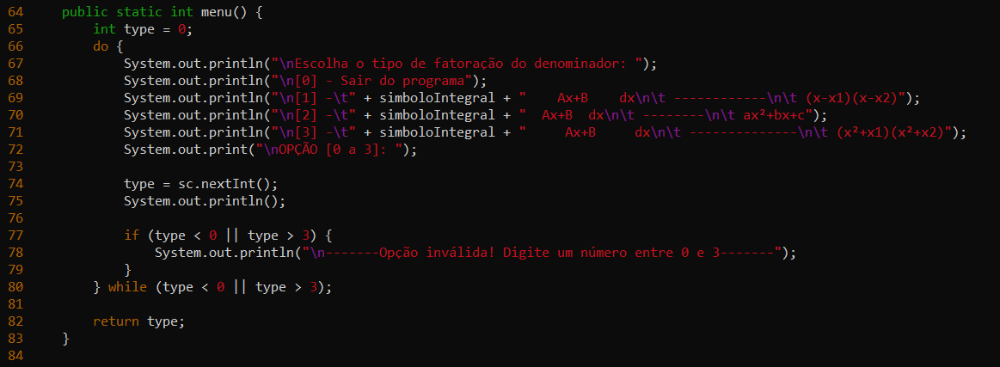 64     public static int menu() {
65         int type = 0;
66         do {
67             System.out.println("\nEscolha o tipo de fatoração do denominador: ");
68             System.out.println("\n[0] - Sair do programa");
69             System.out.println("\n[1] -\t" + simboloIntegral + "    Ax+B    dx\n\t ------------\n\t (x-x1)(x-x2)");
70             System.out.println("\n[2] -\t" + simboloIntegral + "  Ax+B  dx\n\t --------\n\t ax²+bx+c");
71             System.out.println("\n[3] -\t" + simboloIntegral + "     Ax+B     dx\n\t --------------\n\t (x²+x1)(x²+x2)");
72             System.out.print("\nOPÇÃO [0 a 3]: ");
73
74             type = sc.nextInt();
75             System.out.println();
76
77             if (type < 0 || type > 3) {
78                 System.out.println("\n-------Opção inválida! Digite um número entre 0 e 3-------");
79             }
80         } while (type < 0 || type > 3);
81
82         return type;
83     }
84